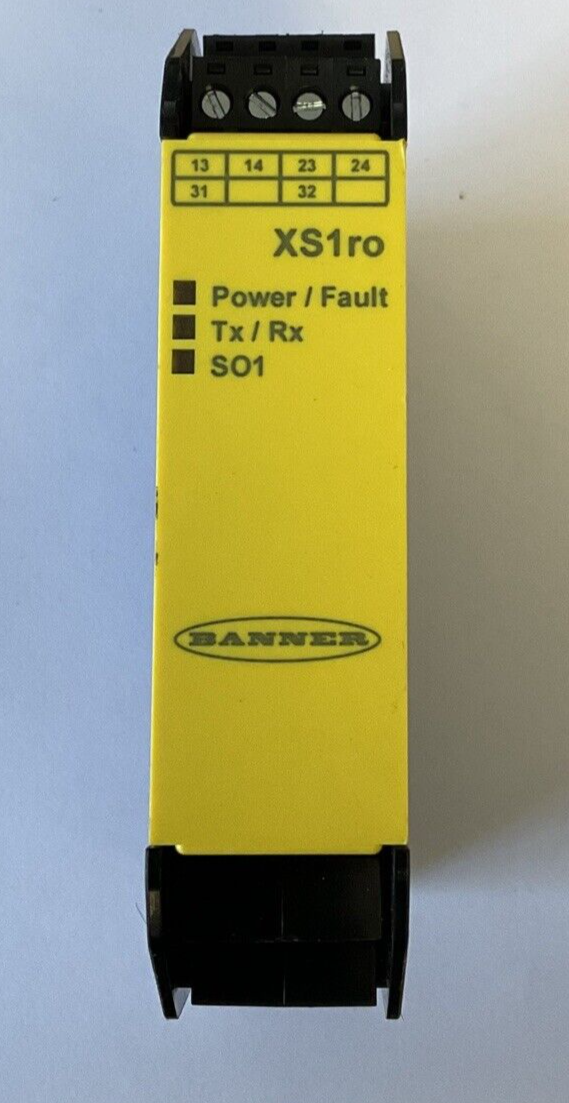 13 14 23 24
31 32
XS1ro
Power / Fault
Tx / Rx
SO1
BANNER